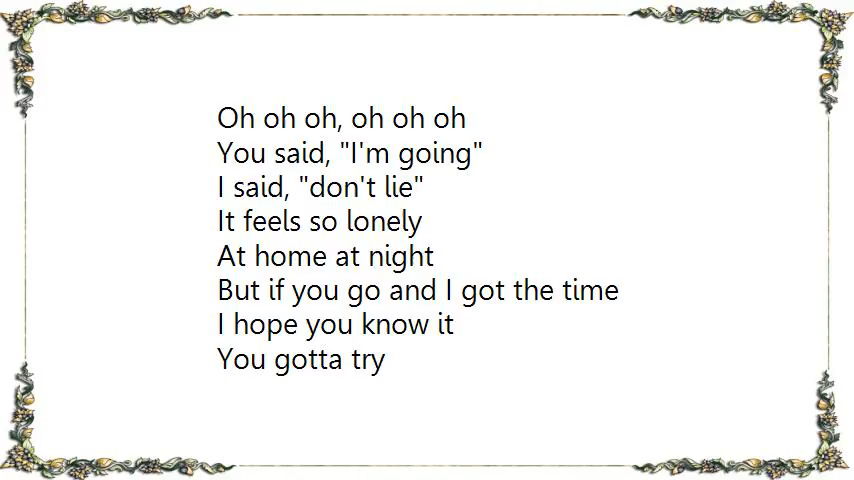 Oh oh oh, oh oh oh
You said, "I'm going"
I said, "don't lie"
It feels so lonely
At home at night
But if you go and I got the time
I hope you know it
You gotta try